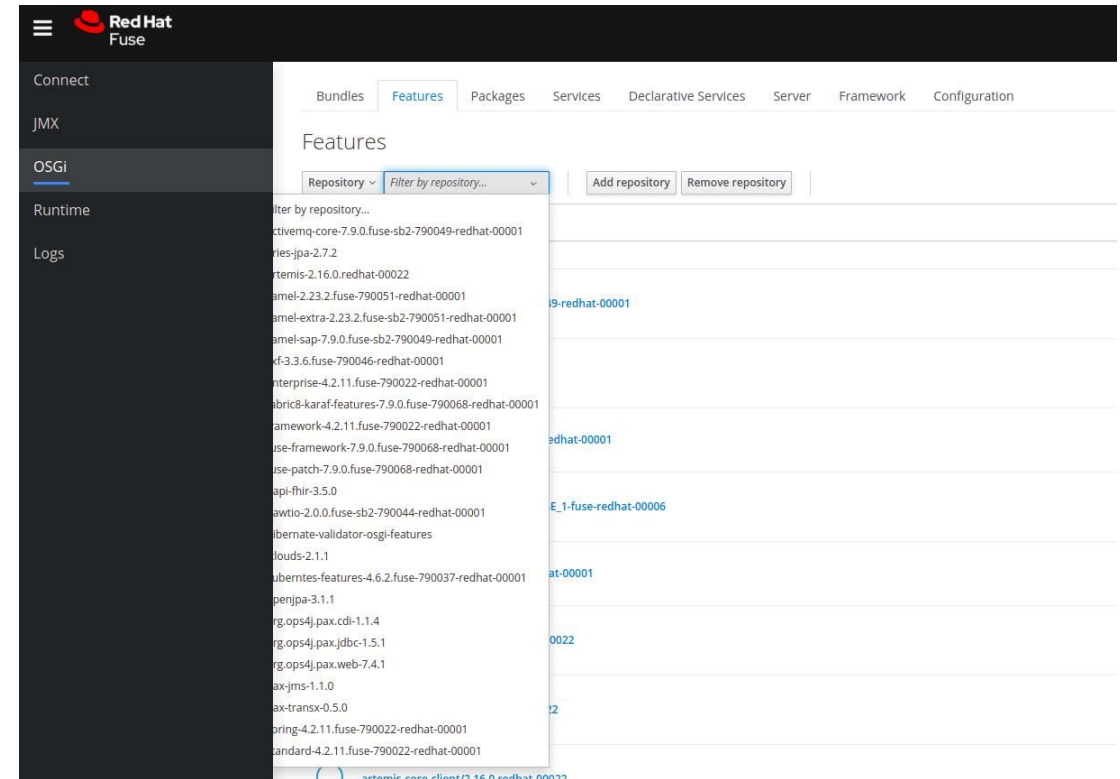 Red Hat
Fuse
Connect
JMX
OSGi
Runtime
Logs
Bundles Features Packages Services Declarative Services Server Framework Configuration
Features
Repository Filter by repository... Add repository Remove repository
ilter by repository...
ctivemq-core-7.9.0.fuse-sb2-790049-redhat-00001
ries-jpa-2.7.2
rtemis-2.16.0.redhat-00022
amel-2.23.2.fuse-790051-redhat-00001
amel-extra-2.23.2.fuse-sb2-790051-redhat-00001
amel-sap-7.9.0.fuse-sb2-790049-redhat-00001
xf-3.3.6.fuse-790046-redhat-00001
nterprise-4.2.11.fuse-790022-redhat-00001
abric8-karaf-features-7.9.0.fuse-790068-redhat-00001
ramework-4.2.11.fuse-790022-redhat-00001
use-framework-7.9.0.fuse-790068-redhat-00001
use-patch-7.9.0.fuse-790068-redhat-00001
api-fhir-3.5.0
awtio-2.0.0.fuse-sb2-790044-redhat-00001
ibernate-validator-osgi-features
clouds-2.1.1
uberntes-features-4.6.2.fuse-790037-redhat-00001
penjpa-3.1.1
rg.ops4j.pax.cdi-1.1.4
rg.ops4j.pax.jdbc-1.5.1
rg.ops4j.pax.web-7.4.1
ax-jms-1.1.0
ax-transx-0.5.0
pring-4.2.11.fuse-790022-redhat-00001
tandard-4.2.11.fuse-790022-redhat-00001
49-redhat-00001
edhat-00001
E_1-fuse-redhat-00006
at-00001
0022
22
artemis-core-client/2.16.0.redhat-00022